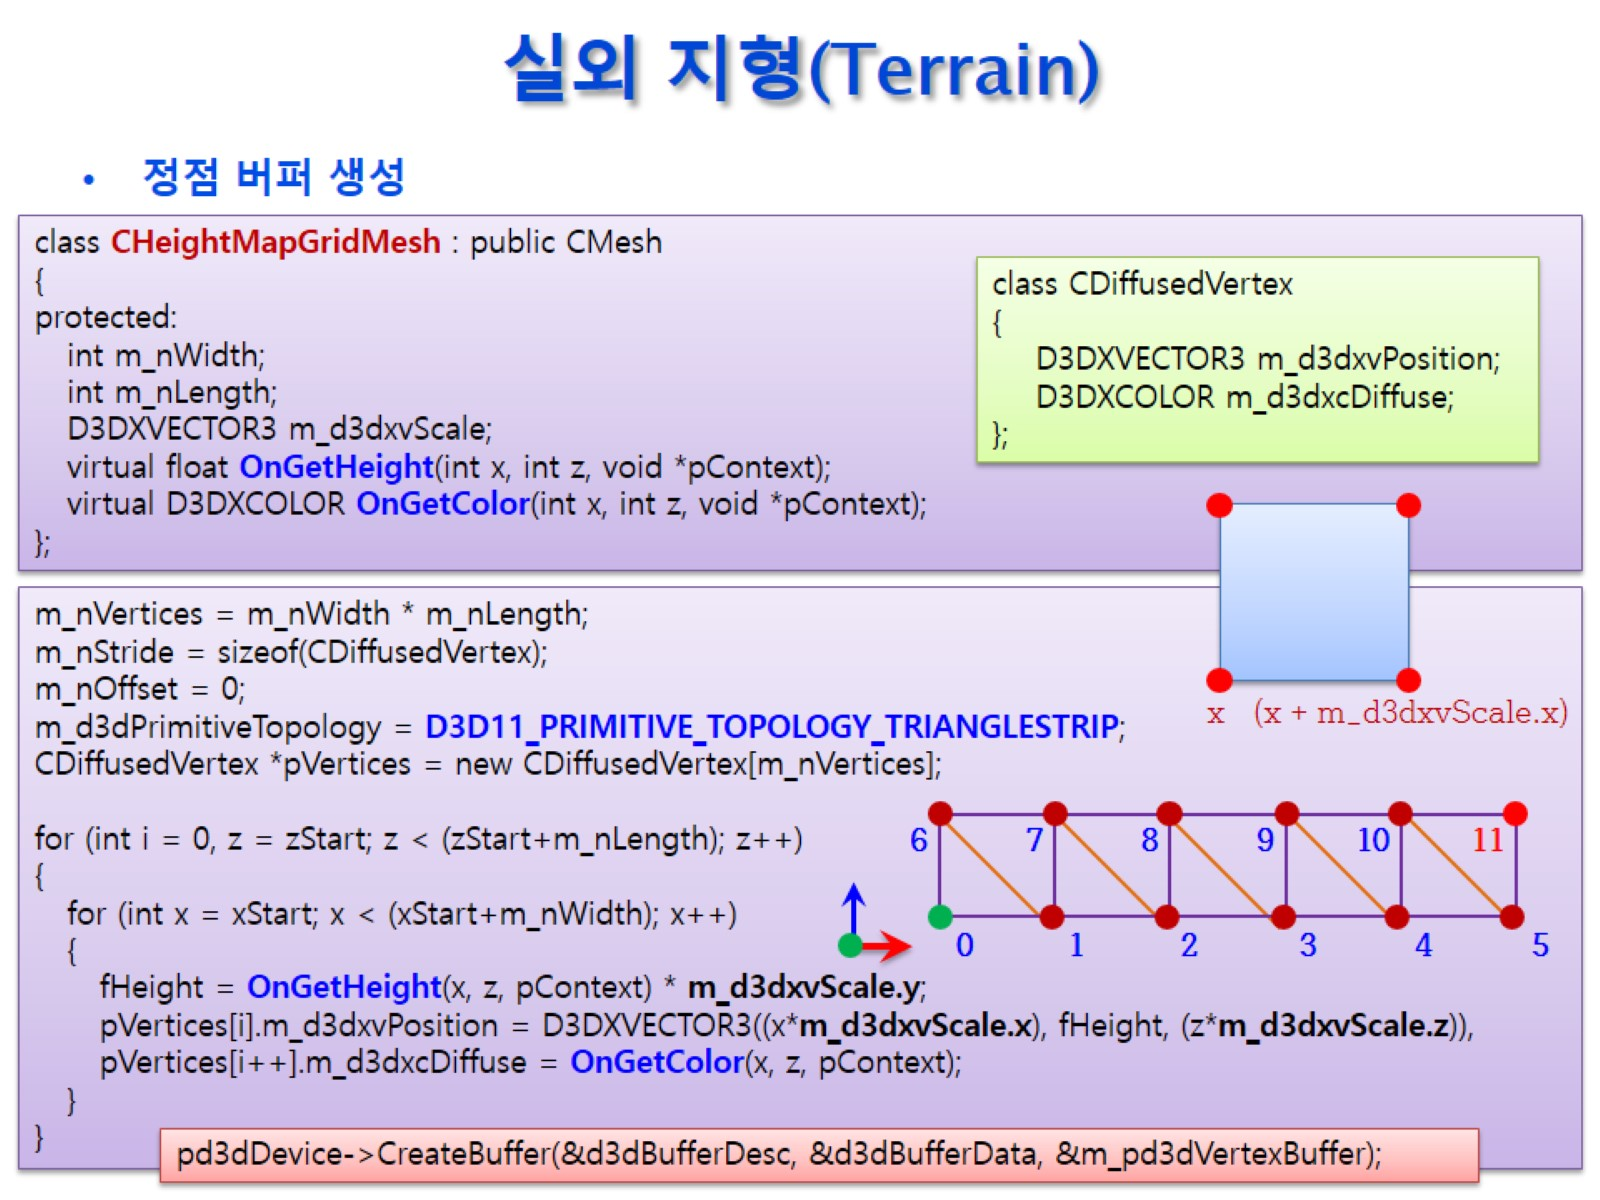 실외 지형(Terrain)
• 정점 버퍼 생성
class CHeightMapGridMesh : public CMesh
{
protected:
int m_nWidth;
int m_nLength;
D3DXVECTOR3 m_d3dxvScale;
virtual float OnGetHeight(int x, int z, void *pContext);
virtual D3DXCOLOR OnGetColor(int x, int z, void *pContext);
};
class CDiffusedVertex
{
D3DXVECTOR3 m_d3dxvPosition;
D3DXCOLOR m_d3dxcDiffuse;
};
m_nVertices = m_nWidth * m_nLength;
m_nStride = sizeof(CDiffusedVertex);
m_nOffset = 0;
m_d3dPrimitiveTopology = D3D11_PRIMITIVE_TOPOLOGY_TRIANGLESTRIP;
CDiffusedVertex *pVertices = new CDiffusedVertex[m_nVertices];
x (x + m_d3dxvScale.x)
for (int i = 0, z = zStart; z < (zStart+m_nLength); z++)
{
for (int x = xStart; x < (xStart+m_nWidth); x++)
{
fHeight = OnGetHeight(x, z, pContext) * m_d3dxvScale.y;
pVertices[i].m_d3dxvPosition = D3DXVECTOR3((x*m_d3dxvScale.x), fHeight, (z*m_d3dxvScale.z)),
pVertices[i++].m_d3dxcDiffuse = OnGetColor(x, z, pContext);
}
}
6 7 8 9 10 11
0 1 2 3 4 5
pd3dDevice->CreateBuffer(&d3dBufferDesc, &d3dBufferData, &m_pd3dVertexBuffer);